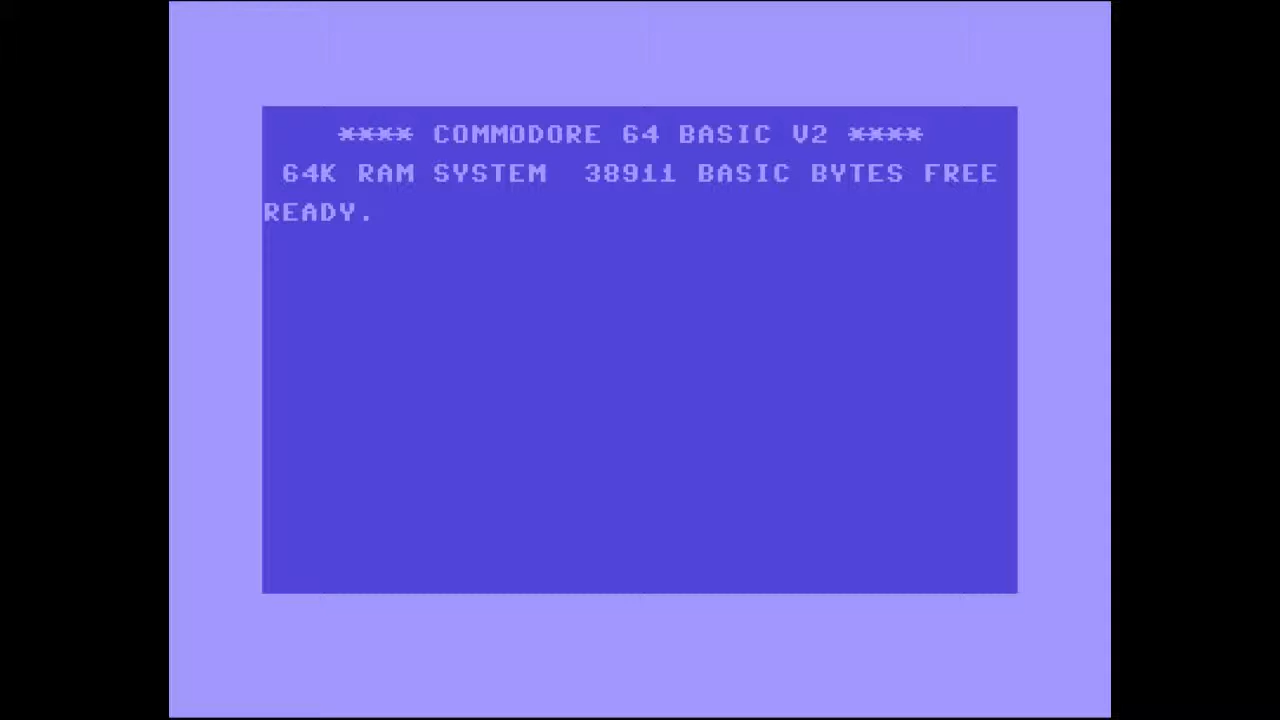 **** COMMODORE 64 BASIC V2 ****
64K RAM SYSTEM  38911 BASIC BYTES FREE
READY.